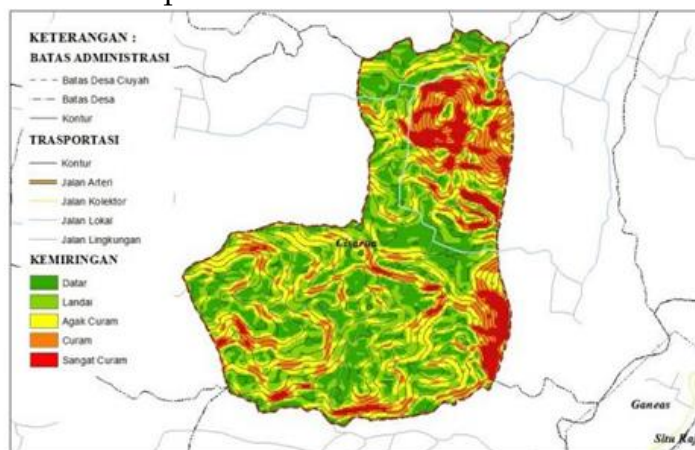 KETERANGAN :
BATAS ADMINISTRASI
Batas Desa Ciuyah
Batas Desa
Kontur
TRASPORTASI
Kontur
Jalan Arteri
Jalan Kolektor
Jalan Lokal
Jalan Lingkungan
KEMIRINGAN
Datar
Landai
Agak Curam
Curam
Sangat Curam
Cisarua
Ganeas
Situ Raj